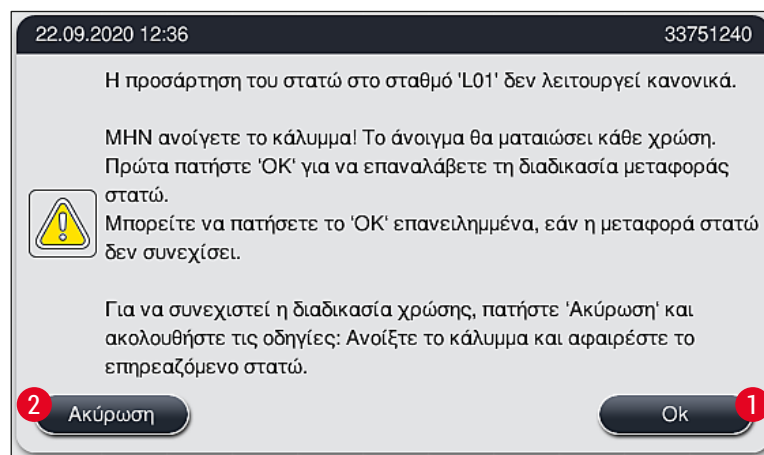 22.09.2020 12:36 33751240
Η προσάρτηση του στατώ στο σταθμό 'L01' δεν λειτουργεί κανονικά.
ΜΗΝ ανοίγετε το κάλυμμα! Το άνοιγμα θα ματαιώσει κάθε χρώση.
Πρώτα πατήστε 'OK' για να επαναλάβετε τη διαδικασία μεταφοράς
στατώ.
Μπορείτε να πατήσετε το 'OK' επανειλημμένα, εάν η μεταφορά στατώ
δεν συνεχίσει.
Για να συνεχιστεί η διαδικασία χρώσης, πατήστε 'Ακύρωση' και
ακολουθήστε τις οδηγίες: Ανοίξτε το κάλυμμα και αφαιρέστε το
επηρεαζόμενο στατώ.
2 Ακύρωση Ok 1